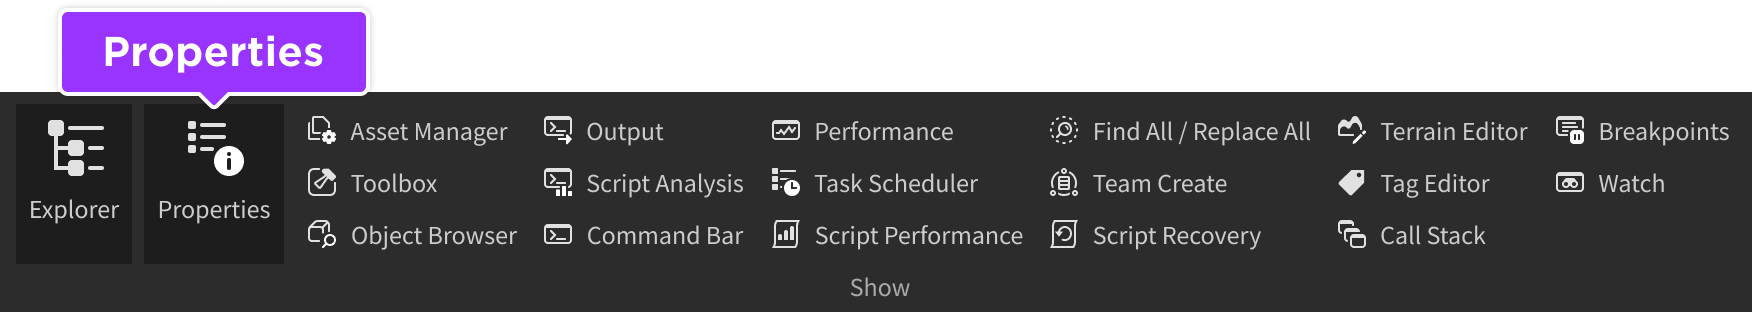 Properties
Explorer
Properties
Asset Manager
Toolbox
Object Browser
Output
Script Analysis
Command Bar
Performance
Task Scheduler
Script Performance
Find All / Replace All
Team Create
Script Recovery
Terrain Editor
Tag Editor
Call Stack
Breakpoints
Watch
Show